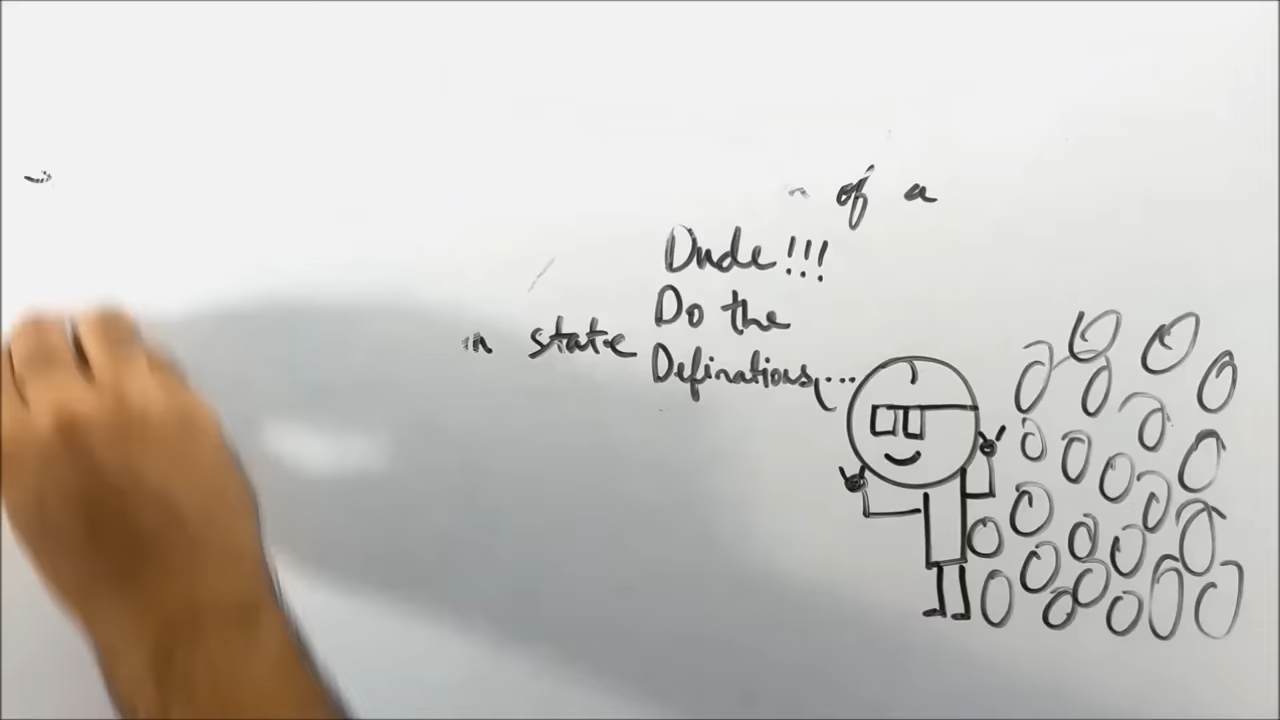 of a
Dude!!!
Do the
state
Definations,...